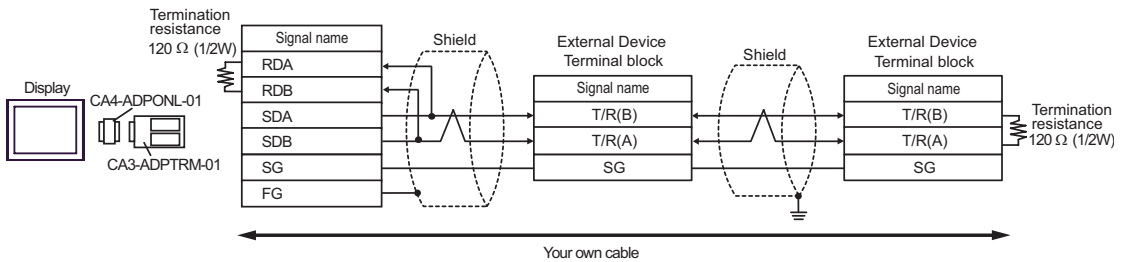 Display
CA4-ADPONL-01
CA3-ADPTRM-01
Termination
resistance
120 Ω (1/2W)
Signal name
RDA
RDB
SDA
SDB
SG
FG
Shield
External Device
Terminal block
Signal name
T/R(B)
T/R(A)
SG
Shield
External Device
Terminal block
Signal name
T/R(B)
T/R(A)
SG
Termination
resistance
120 Ω (1/2W)
Your own cable